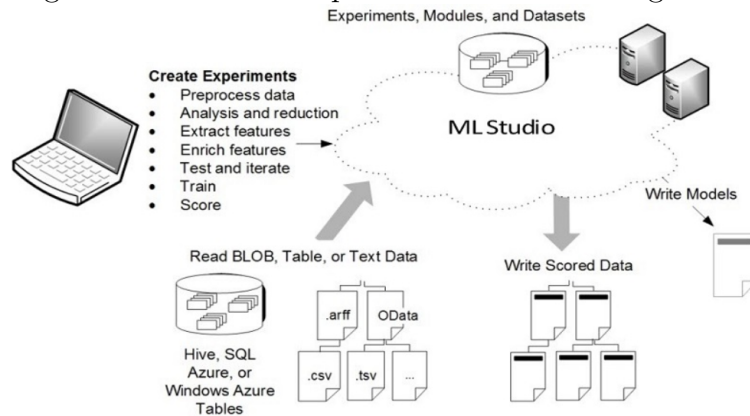 Experiments, Modules, and Datasets
Create Experiments
• Preprocess data
• Analysis and reduction
• Extract features
• Enrich features
• Test and iterate
• Train
• Score
ML Studio
Write Models
Read BLOB, Table, or Text Data
Write Scored Data
.arff
OData
.csv
.tsv
...
Hive, SQL
Azure, or
Windows Azure
Tables